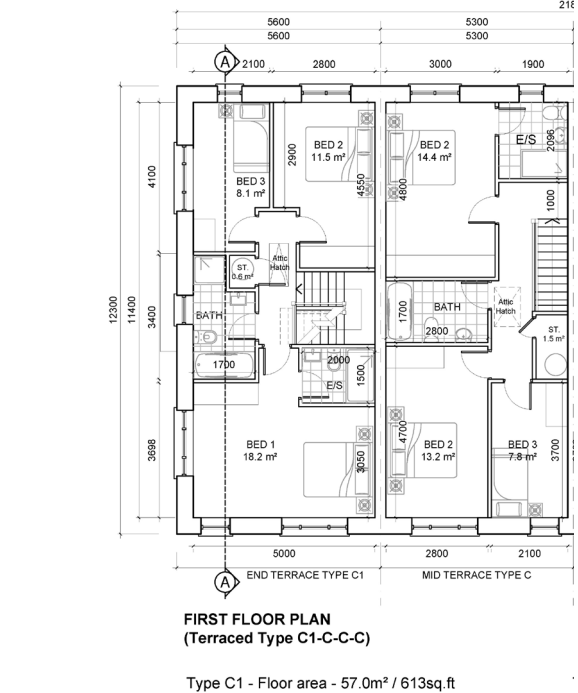 218
5600
5300
5600
5300
A
2100
2800
3000
1900
BED 2
11.5 m²
2900
4550
BED 3
8.1 m²
BED 2
14.4 m²
4800
E/S
2096
1000
4100
Attic
Hatch
ST.
0.6 m²
BATH
1700
BATH
2800
1700
Attic
Hatch
ST.
1.5 m²
12300
11400
3400
2000
1500
E/S
3698
BED 1
18.2 m²
3050
4700
BED 2
13.2 m²
BED 3
7.8 m²
3700
5000
2800
2100
A
END TERRACE TYPE C1
MID TERRACE TYPE C
FIRST FLOOR PLAN
(Terraced Type C1-C-C-C)
Type C1 - Floor area - 57.0m² / 613sq.ft